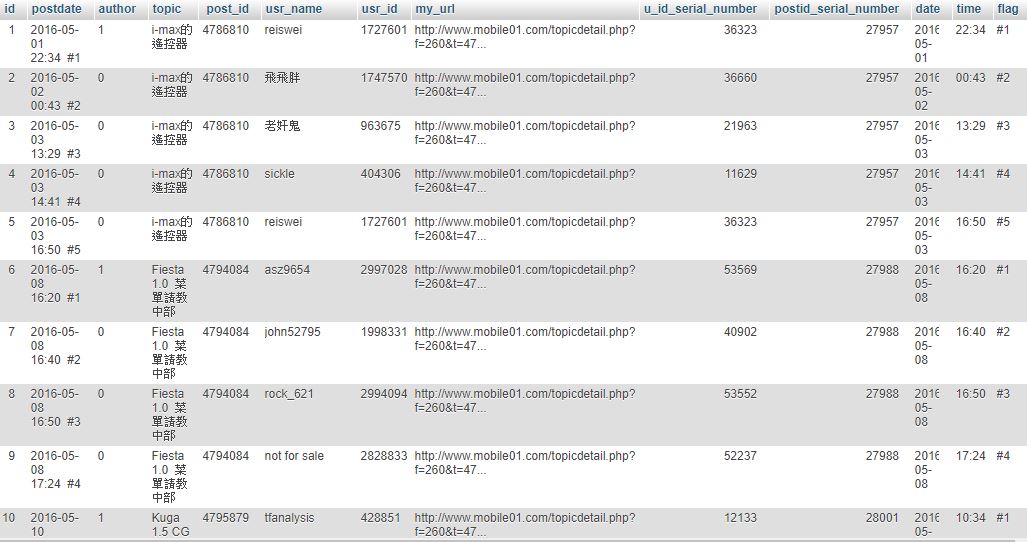 id postdate author topic post_id usr_name usr_id my_url u_id_serial_number postid_serial_number date time flag
1 2016-05- 1 i-max的 4786810 reiswei 1727601 http://www.mobile01.com/topicdetail.php? 36323 27957 2016 22:34 #1
01 遙控器 f=260&t=47... 05-
22:34 #1 01
2 2016-05- 0 i-max的 4786810 飛飛胖 1747570 http://www.mobile01.com/topicdetail.php? 36660 27957 2016 00:43 #2
02 遙控器 f=260&t=47... 05-
00:43 #2 02
3 2016-05- 0 i-max的 4786810 老奸鬼 963675 http://www.mobile01.com/topicdetail.php? 21963 27957 2016 13:29 #3
03 遙控器 f=260&t=47... 05-
13:29 #3 03
4 2016-05- 0 i-max的 4786810 sickle 404306 http://www.mobile01.com/topicdetail.php? 11629 27957 2016 14:41 #4
03 遙控器 f=260&t=47... 05-
14:41 #4 03
5 2016-05- 0 i-max的 4786810 reiswei 1727601 http://www.mobile01.com/topicdetail.php? 36323 27957 2016 16:50 #5
03 遙控器 f=260&t=47... 05-
16:50 #5 03
6 2016-05- 1 Fiesta 4794084 asz9654 2997028 http://www.mobile01.com/topicdetail.php? 53569 27988 2016 16:20 #1
08 1.0 菜 f=260&t=47... 05-
16:20 #1 單請教 08
中部
7 2016-05- 0 Fiesta 4794084 john52795 1998331 http://www.mobile01.com/topicdetail.php? 40902 27988 2016 16:40 #2
08 1.0 菜 f=260&t=47... 05-
16:40 #2 單請教 08
中部
8 2016-05- 0 Fiesta 4794084 rock_621 2994094 http://www.mobile01.com/topicdetail.php? 53552 27988 2016 16:50 #3
08 1.0 菜 f=260&t=47... 05-
16:50 #3 單請教 08
中部
9 2016-05- 0 Fiesta 4794084 not for sale 2828833 http://www.mobile01.com/topicdetail.php? 52237 27988 2016 17:24 #4
08 1.0 菜 f=260&t=47... 05-
17:24 #4 單請教 08
中部
10 2016-05- 1 Kuga 4795879 tfanalysis 428851 http://www.mobile01.com/topicdetail.php? 12133 28001 2016 10:34 #1
10 1.5 CG f=260&t=47... 05-